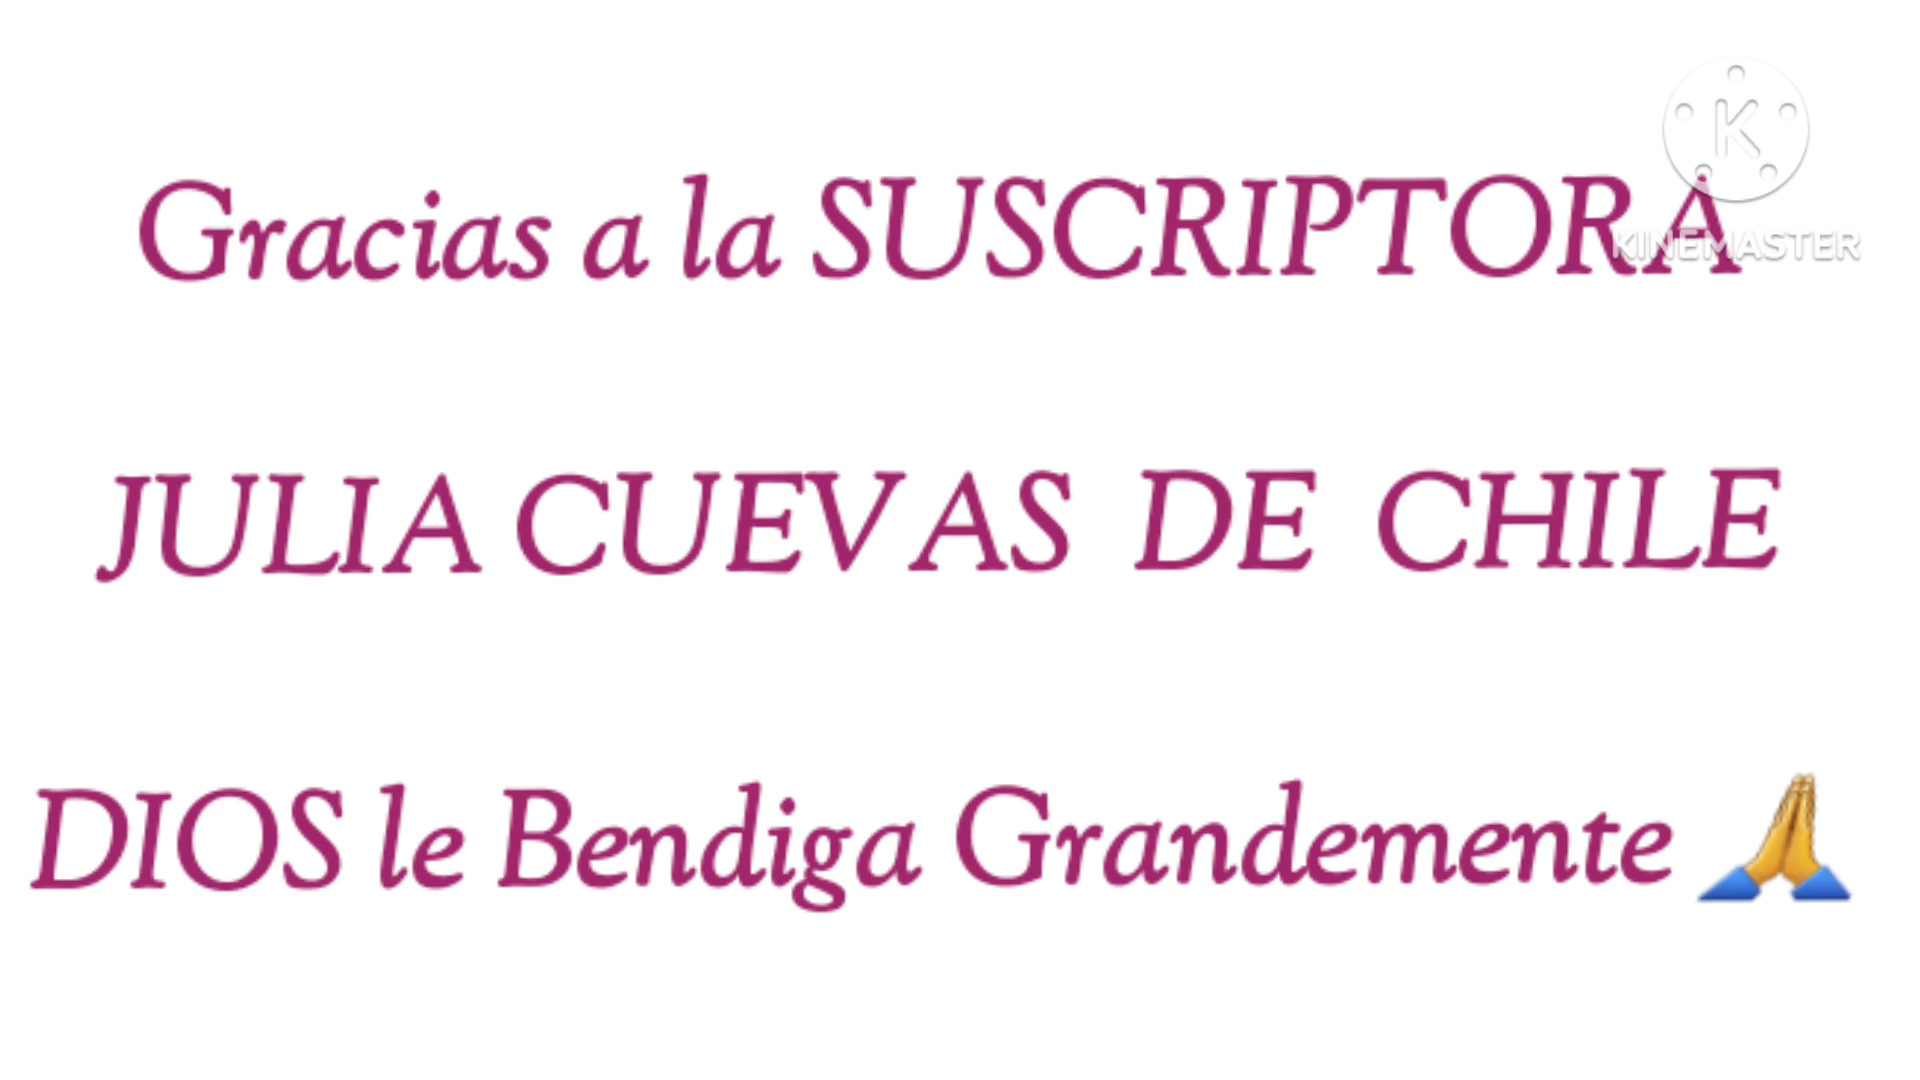 Gracias a la SUSCRIPTORA
KINEMASTER
JULIA CUEVAS DE CHILE
DIOS le Bendiga Grandemente 🙏